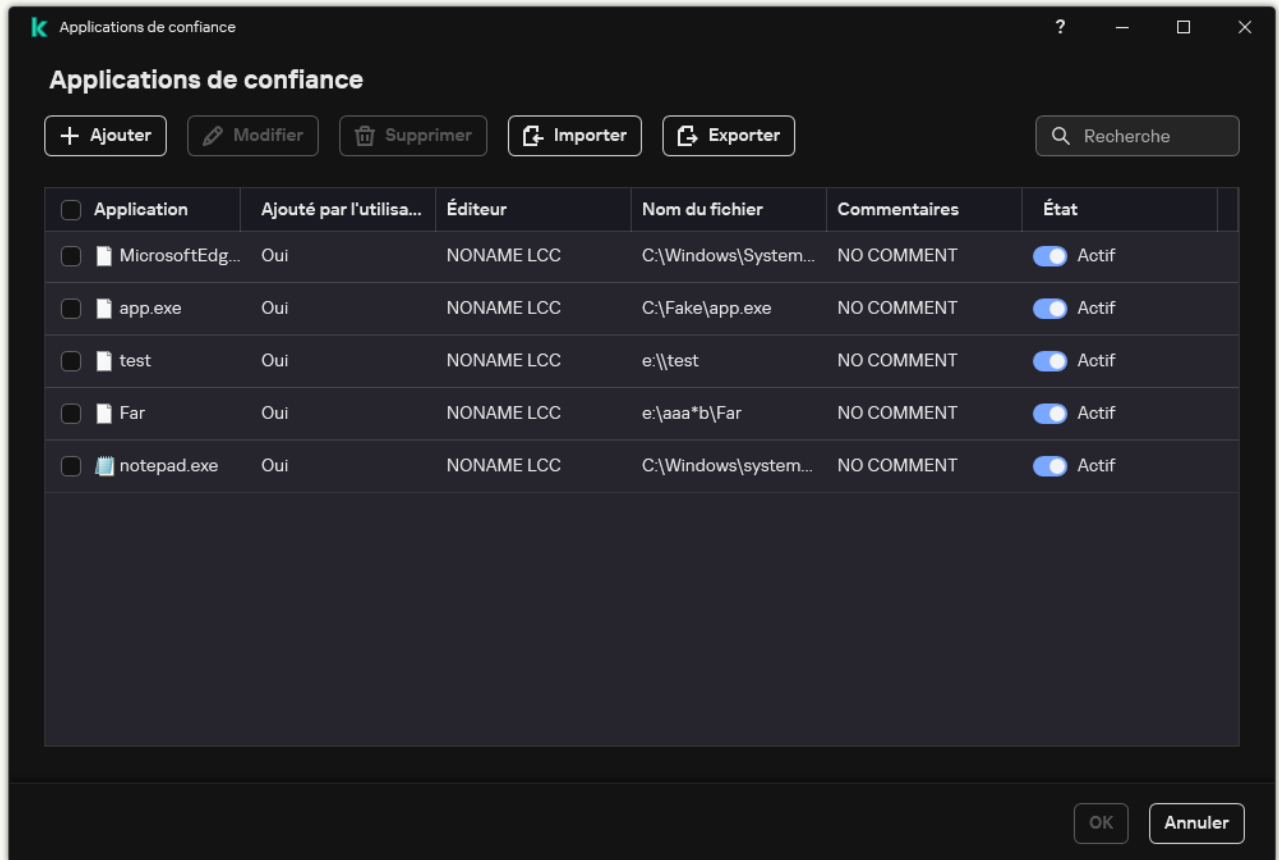 Applications de confiance
Applications de confiance
Ajouter Modifier Supprimer Importer Exporter Recherche
Application Ajouté par l'utilisa... Éditeur Nom du fichier Commentaires État
MicrosoftEdg... Oui NONAME LCC C:\Windows\System... NO COMMENT Actif
app.exe Oui NONAME LCC C:\Fake\app.exe NO COMMENT Actif
test Oui NONAME LCC e:\\test NO COMMENT Actif
Far Oui NONAME LCC e:\aaa*b\Far NO COMMENT Actif
notepad.exe Oui NONAME LCC C:\Windows\system... NO COMMENT Actif
OK Annuler